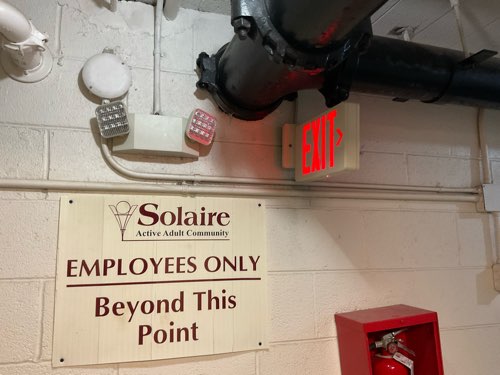 EXIT
Solaire
Active Adult Community
EMPLOYEES ONLY
Beyond This
Point